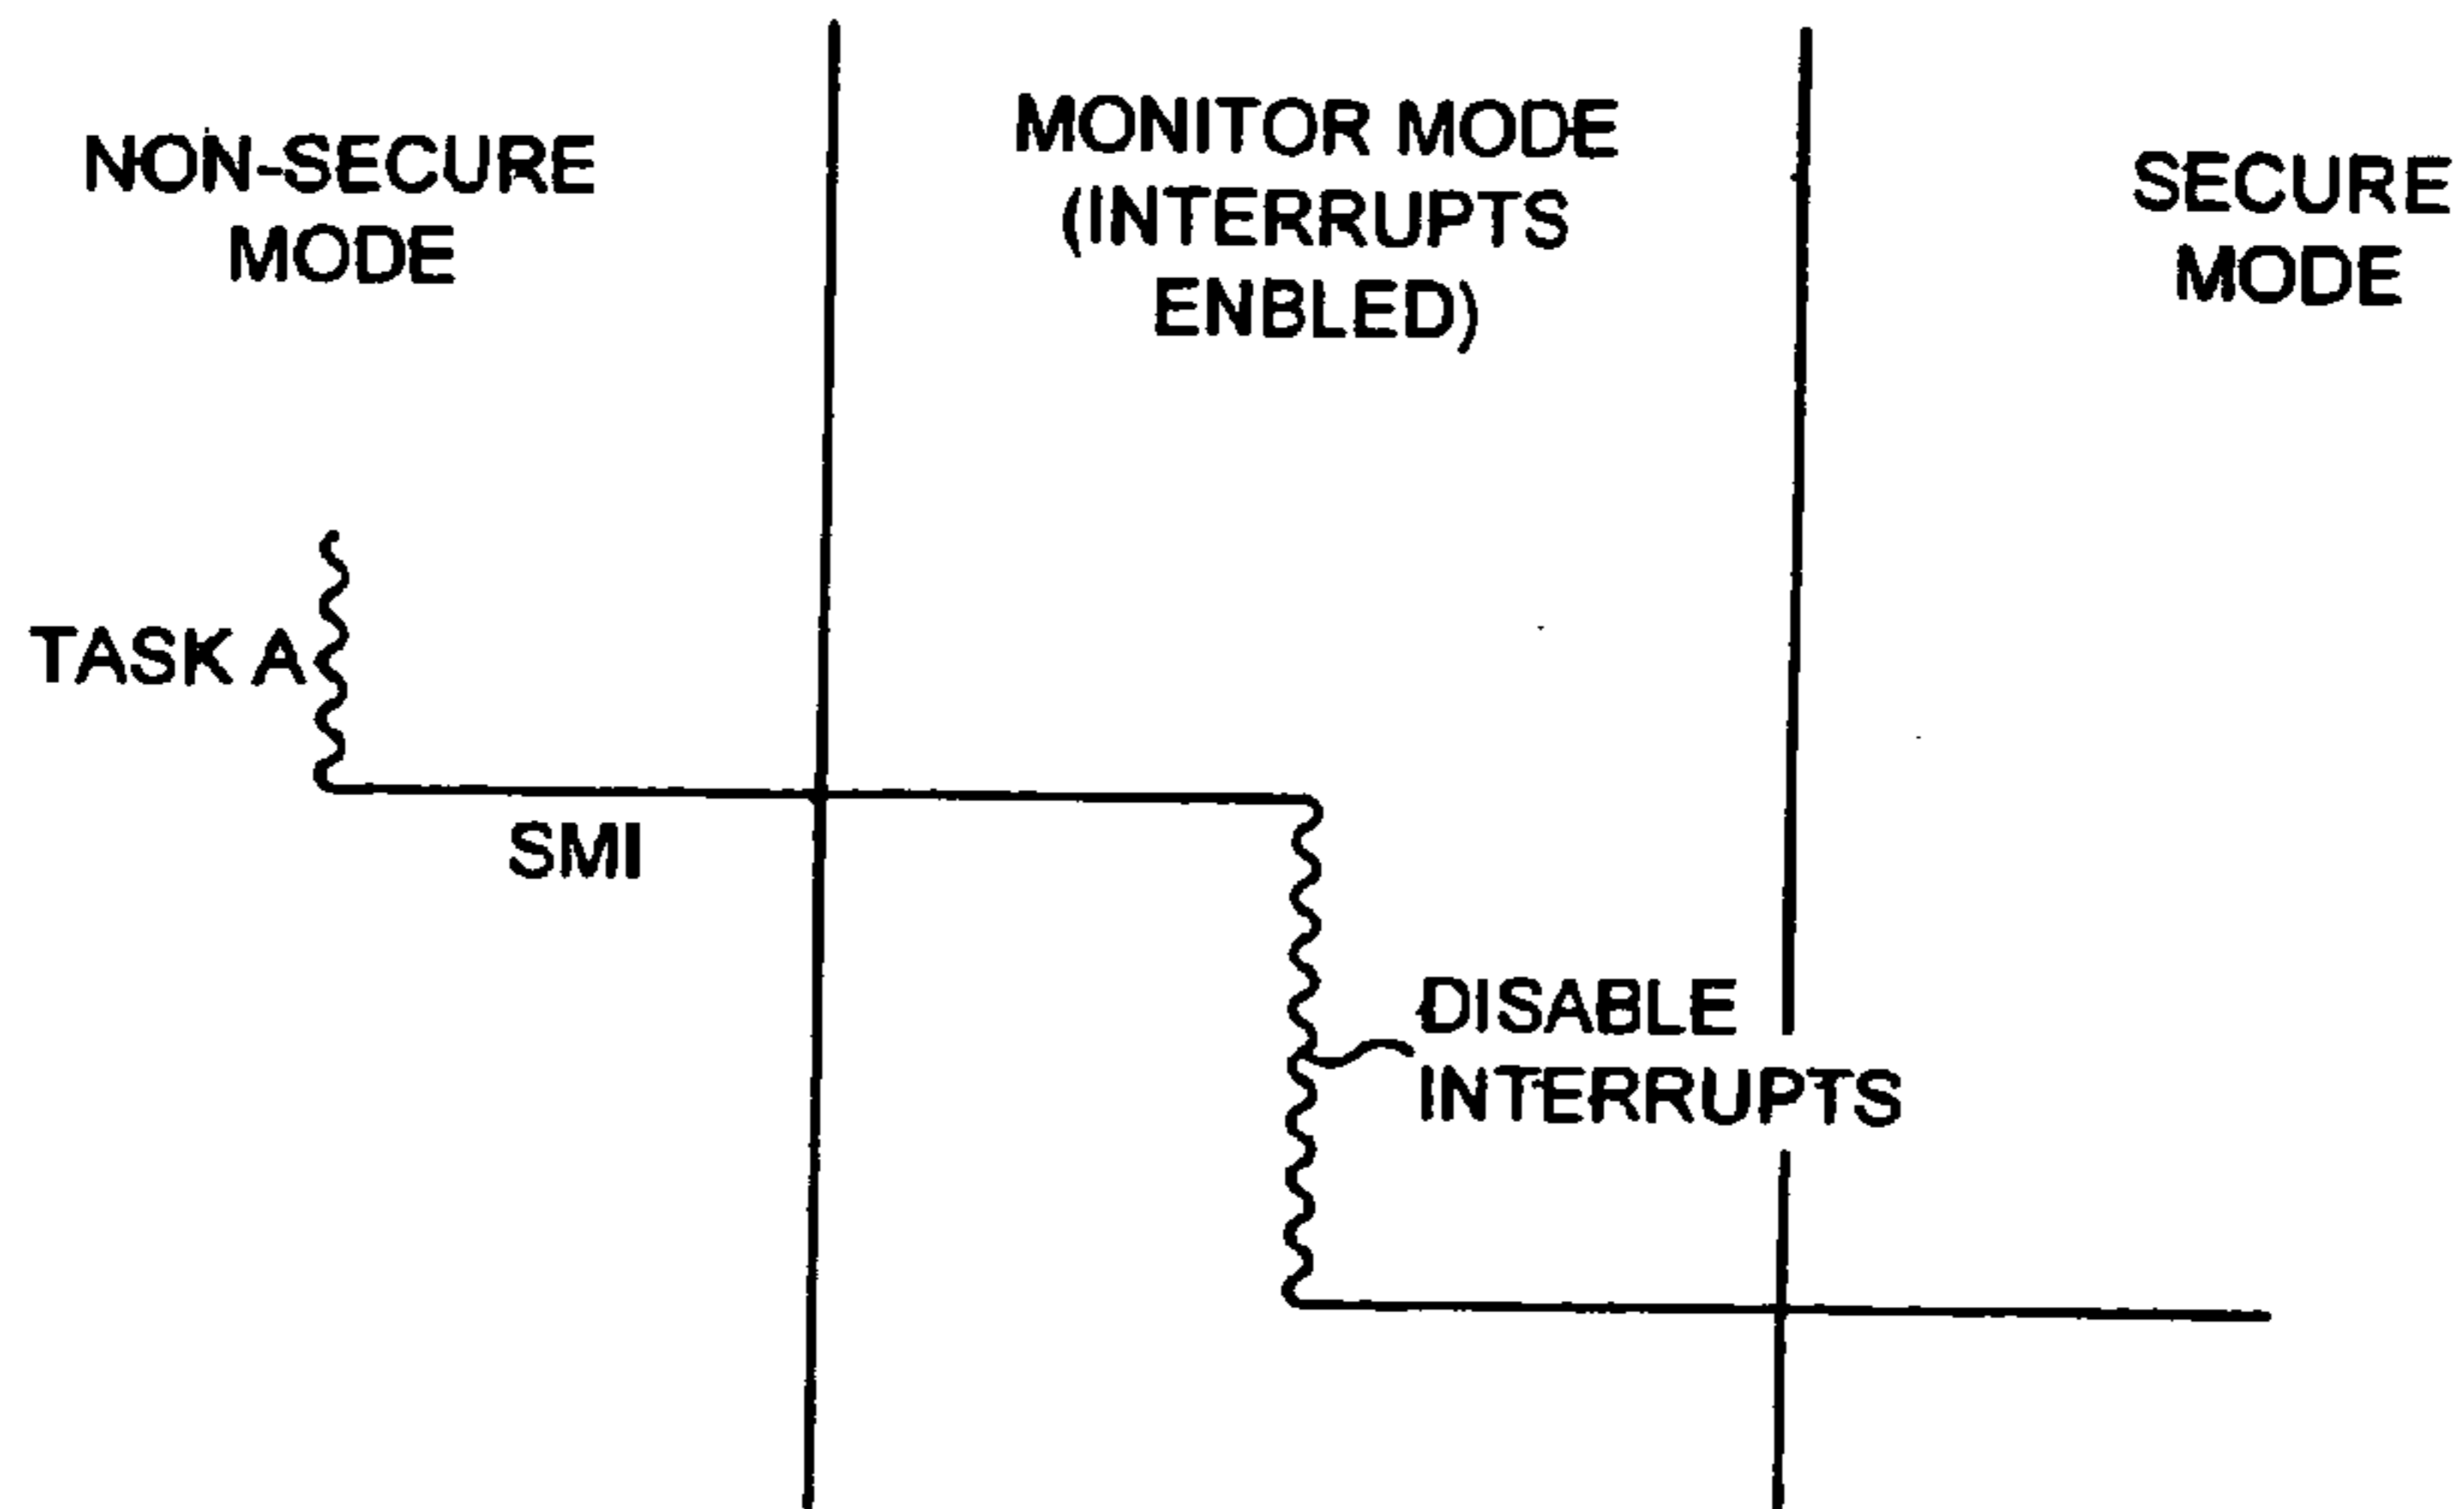 NON-SECURE
MODE
MONITOR MODE
(INTERRUPTS
ENBLED)
SECURE
MODE
TASK A
SMI
DISABLE
INTERRUPTS